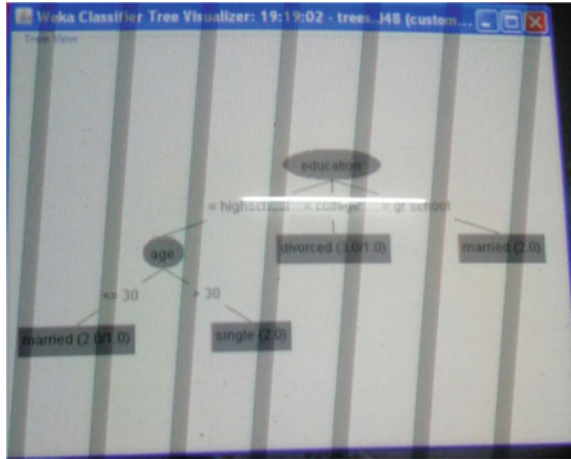 Weka Classifier Tree Visualizer: 19:19:02 - trees.J48 (custom...
Tree View
education
= highschool = college = gr school
age divorced (3.0/1.0) married (2.0)
<= 30 > 30
married (2.0/1.0) single (2.0)